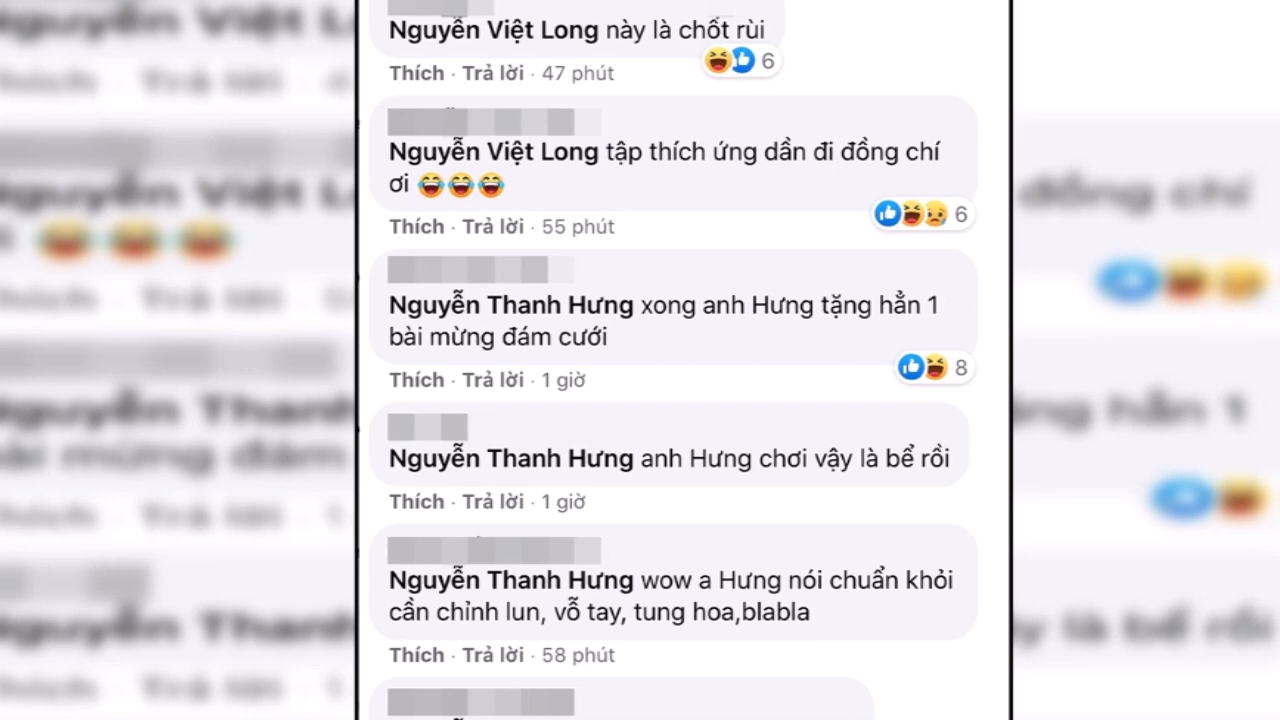 Nguyễn Việt Long này là chốt rùi
6
Thích · Trả lời · 47 phút
Nguyễn Việt Long tập thích ứng dần đi đồng chí
ơi 😂😂😂
6
Thích · Trả lời · 55 phút
Nguyễn Thanh Hưng xong anh Hưng tặng hẳn 1
bài mừng đám cưới
8
Thích · Trả lời · 1 giờ
Nguyễn Thanh Hưng anh Hưng chơi vậy là bể rồi
Thích · Trả lời · 1 giờ
Nguyễn Thanh Hưng wow a Hưng nói chuẩn khỏi
cần chỉnh lun, vỗ tay, tung hoa,blabla
Thích · Trả lời · 58 phút